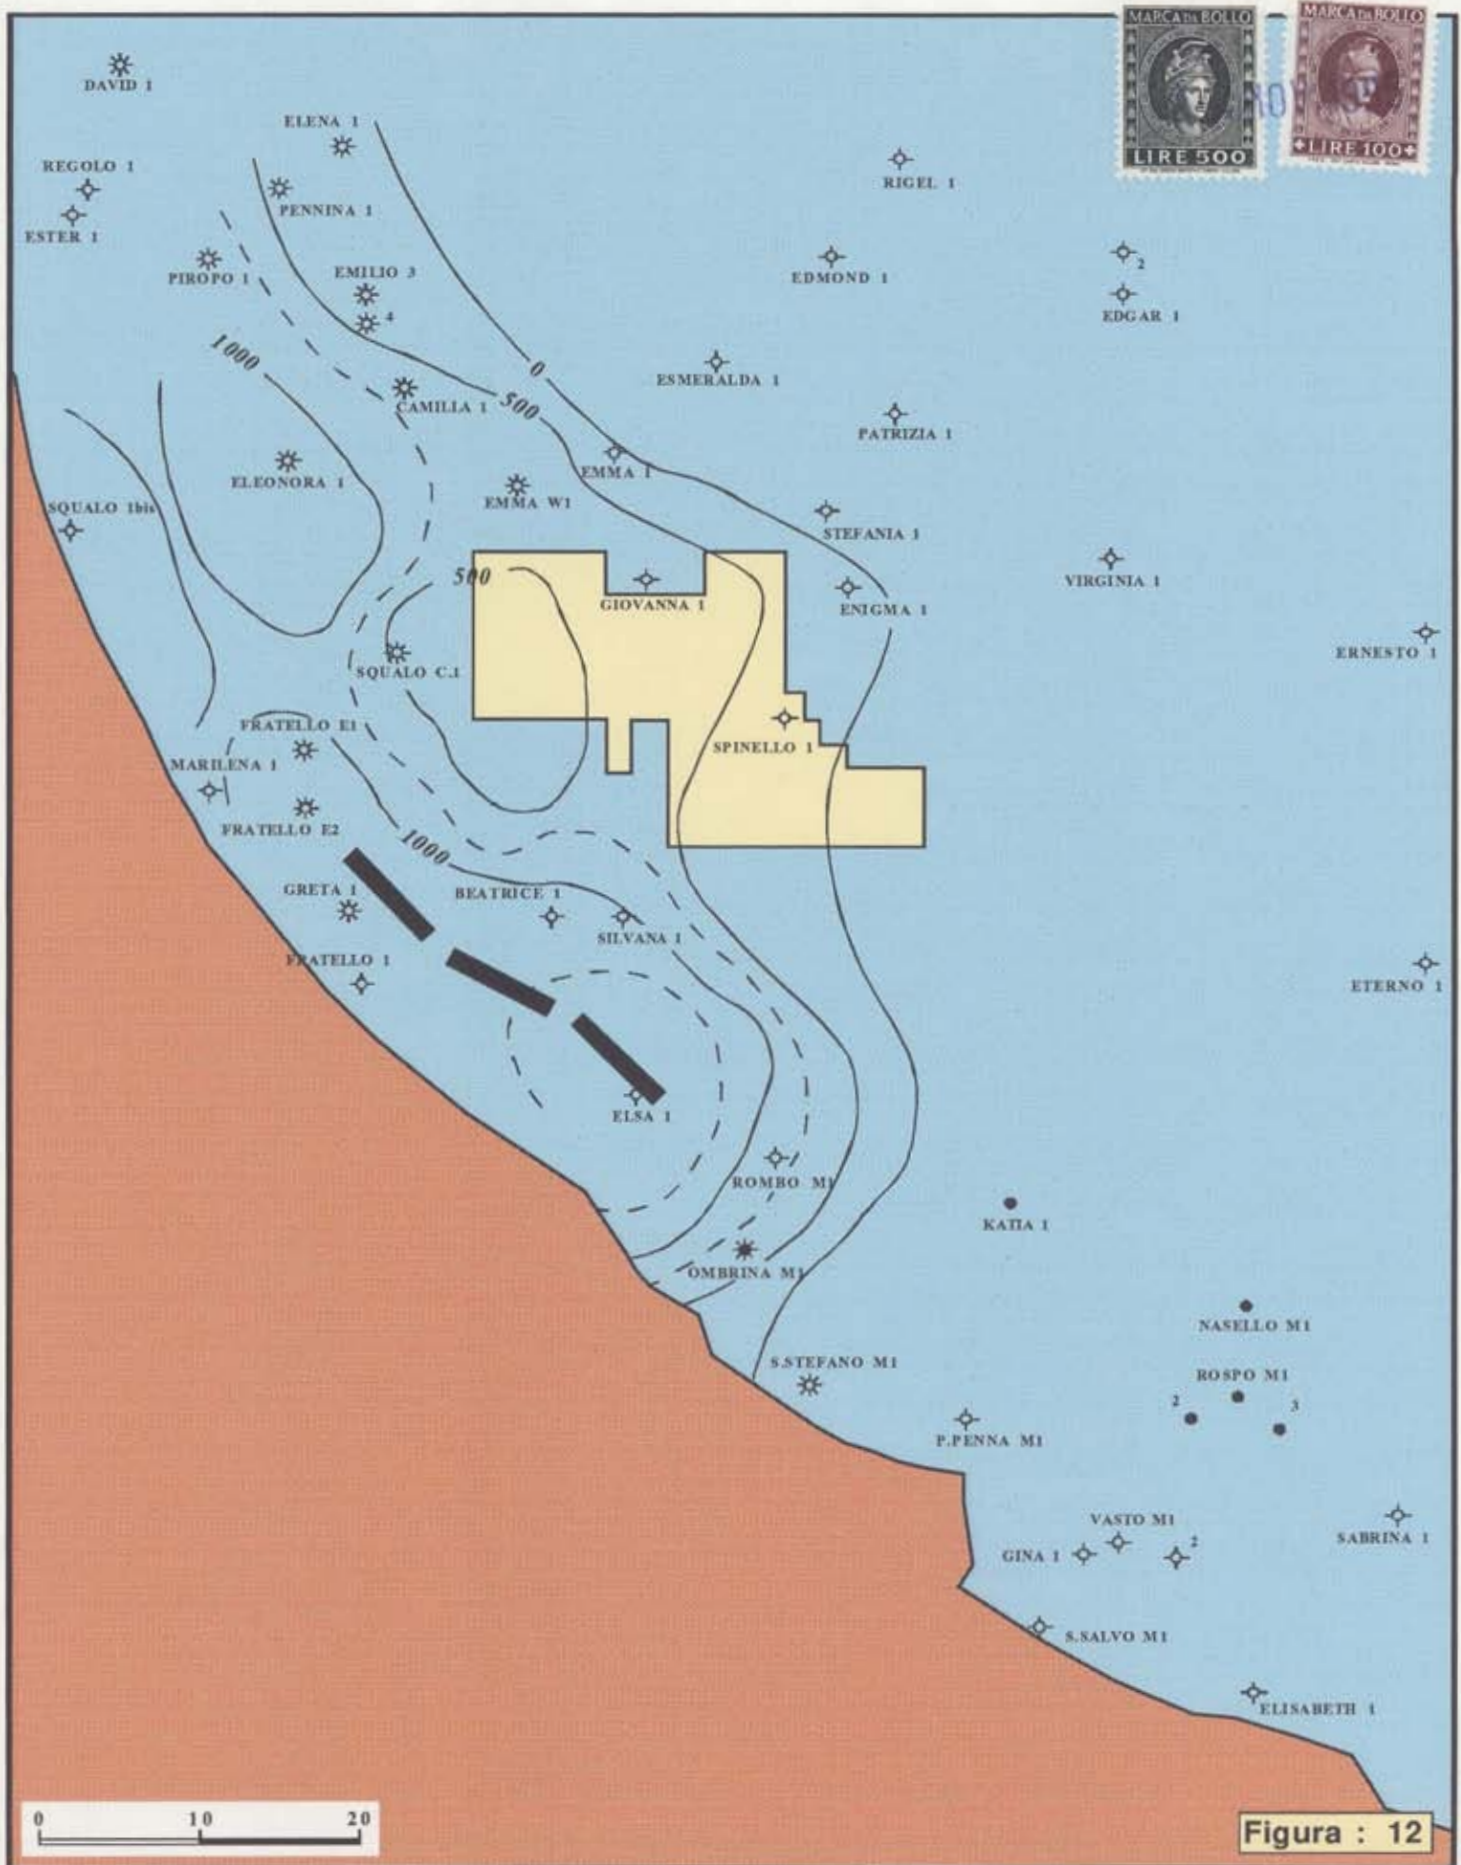 MARCA DA BOLLO
LIRE 500
MARCA DA BOLLO
LIRE 100
DAVID 1
ELENA 1
REGOLO 1
ESTER 1
PENNINA 1
RIGEL 1
PIROPO 1
EMILIO 3
4
EDMOND 1
2
EDGAR 1
1000
0
ESMERALDA 1
CAMILLA 1
500
PATRIZIA 1
ELEONORA 1
EMMA 1
EMMA W1
SQUALO 1bis
STEFANIA 1
500
GIOVANNA 1
ENIGMA 1
VIRGINIA 1
ERNESTO 1
SQUALO C.1
FRATELLO E1
SPINELLO 1
MARILENA 1
FRATELLO E2
1000
GRETA 1
BEATRICE 1
SILVANA 1
FRATELLO 1
ETERNO 1
ELSA 1
ROMBO M1
KATIA 1
OMBRINA M1
NASELLO M1
S.STEFANO M1
ROSPO M1
2
3
P.PENNA M1
VASTO M1
2
GINA 1
SABRINA 1
S.SALVO M1
ELISABETH 1
0 10 20
Figura : 12